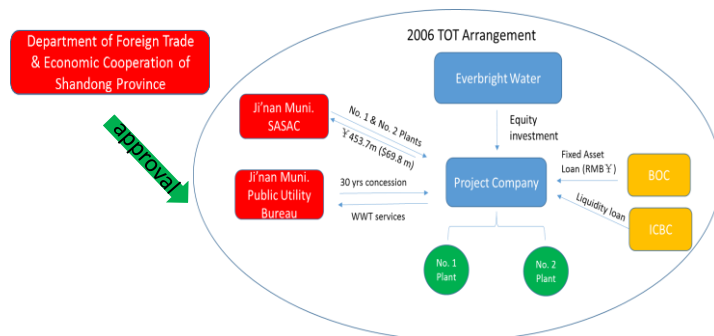 2006 TOT Arrangement
Department of Foreign Trade
& Economic Cooperation of
Shandong Province
approval
Everbright Water
Ji'nan Muni.
SASAC
No. 1 & No. 2 Plants
¥453.7m ($69.8 m)
Equity
investment
Ji'nan Muni.
Public Utility
Bureau
30 yrs concession
WWT services
Project Company
Fixed Asset
Loan (RMB¥)
BOC
Liquidity loan
ICBC
No. 1
Plant
No. 2
Plant